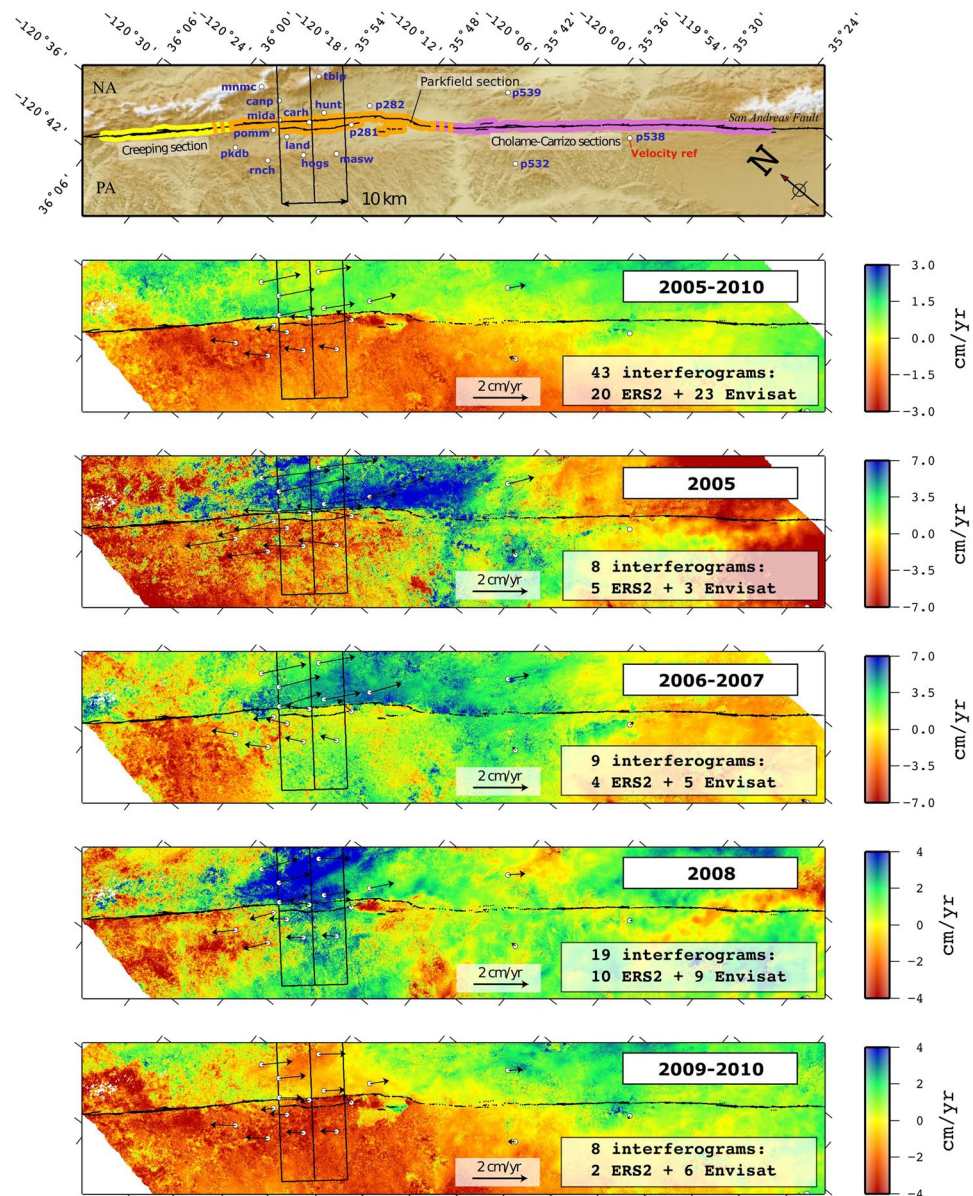 -120°36' -120°30' 36°06' -120°24' 36°00' -120°18' 35°54' -120°12' 35°48' -120°06' 35°42' -120°00' 35°36' -119°54' 35°30' 35°24'
-120°42'
36°06'
NA
tblp
mnmc
Parkfield section
p539
canp
hunt
p282
mida
carh
San Andreas Fault
pomm
p281
p538
Creeping section
land
Cholame-Carrizo sections
pkdb
hogs
masw
Velocity ref
rnch
p532
N
PA
10 km
2005-2010
43 interferograms:
20 ERS2 + 23 Envisat
2 cm/yr
3.0
1.5
0.0
-1.5
-3.0
cm/yr
2005
8 interferograms:
5 ERS2 + 3 Envisat
2 cm/yr
7.0
3.5
0.0
-3.5
-7.0
cm/yr
2006-2007
9 interferograms:
4 ERS2 + 5 Envisat
2 cm/yr
7.0
3.5
0.0
-3.5
-7.0
cm/yr
2008
19 interferograms:
10 ERS2 + 9 Envisat
2 cm/yr
4
2
0
-2
-4
cm/yr
2009-2010
8 interferograms:
2 ERS2 + 6 Envisat
2 cm/yr
4
2
0
-2
-4
cm/yr